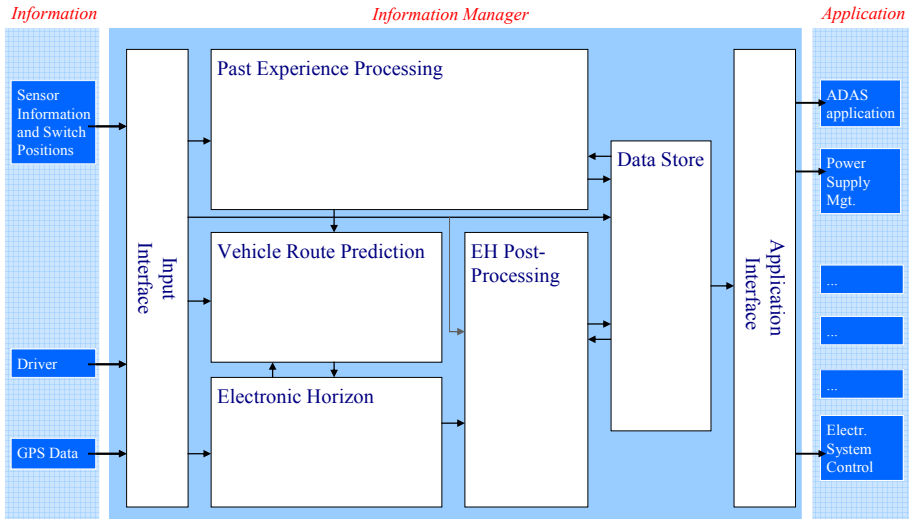 Information
Information Manager
Application
Sensor
Information
and Switch
Positions
Driver
GPS Data
Input
Interface
Past Experience Processing
Vehicle Route Prediction
Electronic Horizon
EH Post-
Processing
Data Store
Application
Interface
ADAS
application
Power
Supply
Mgt.
...
...
...
Electr.
System
Control